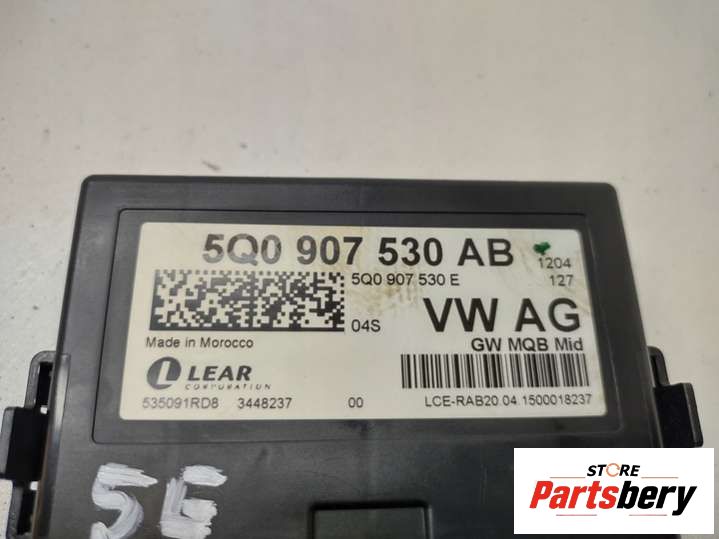 5Q0 907 530 AB
1204
5Q0 907 530 E
127
04S
VW AG
Made in Morocco
GW MQB Mid
LEAR
CORPORATION
535091RD8 3448237 00
LCE-RAB20.04.1500018237
5E
STORE
Partsbery